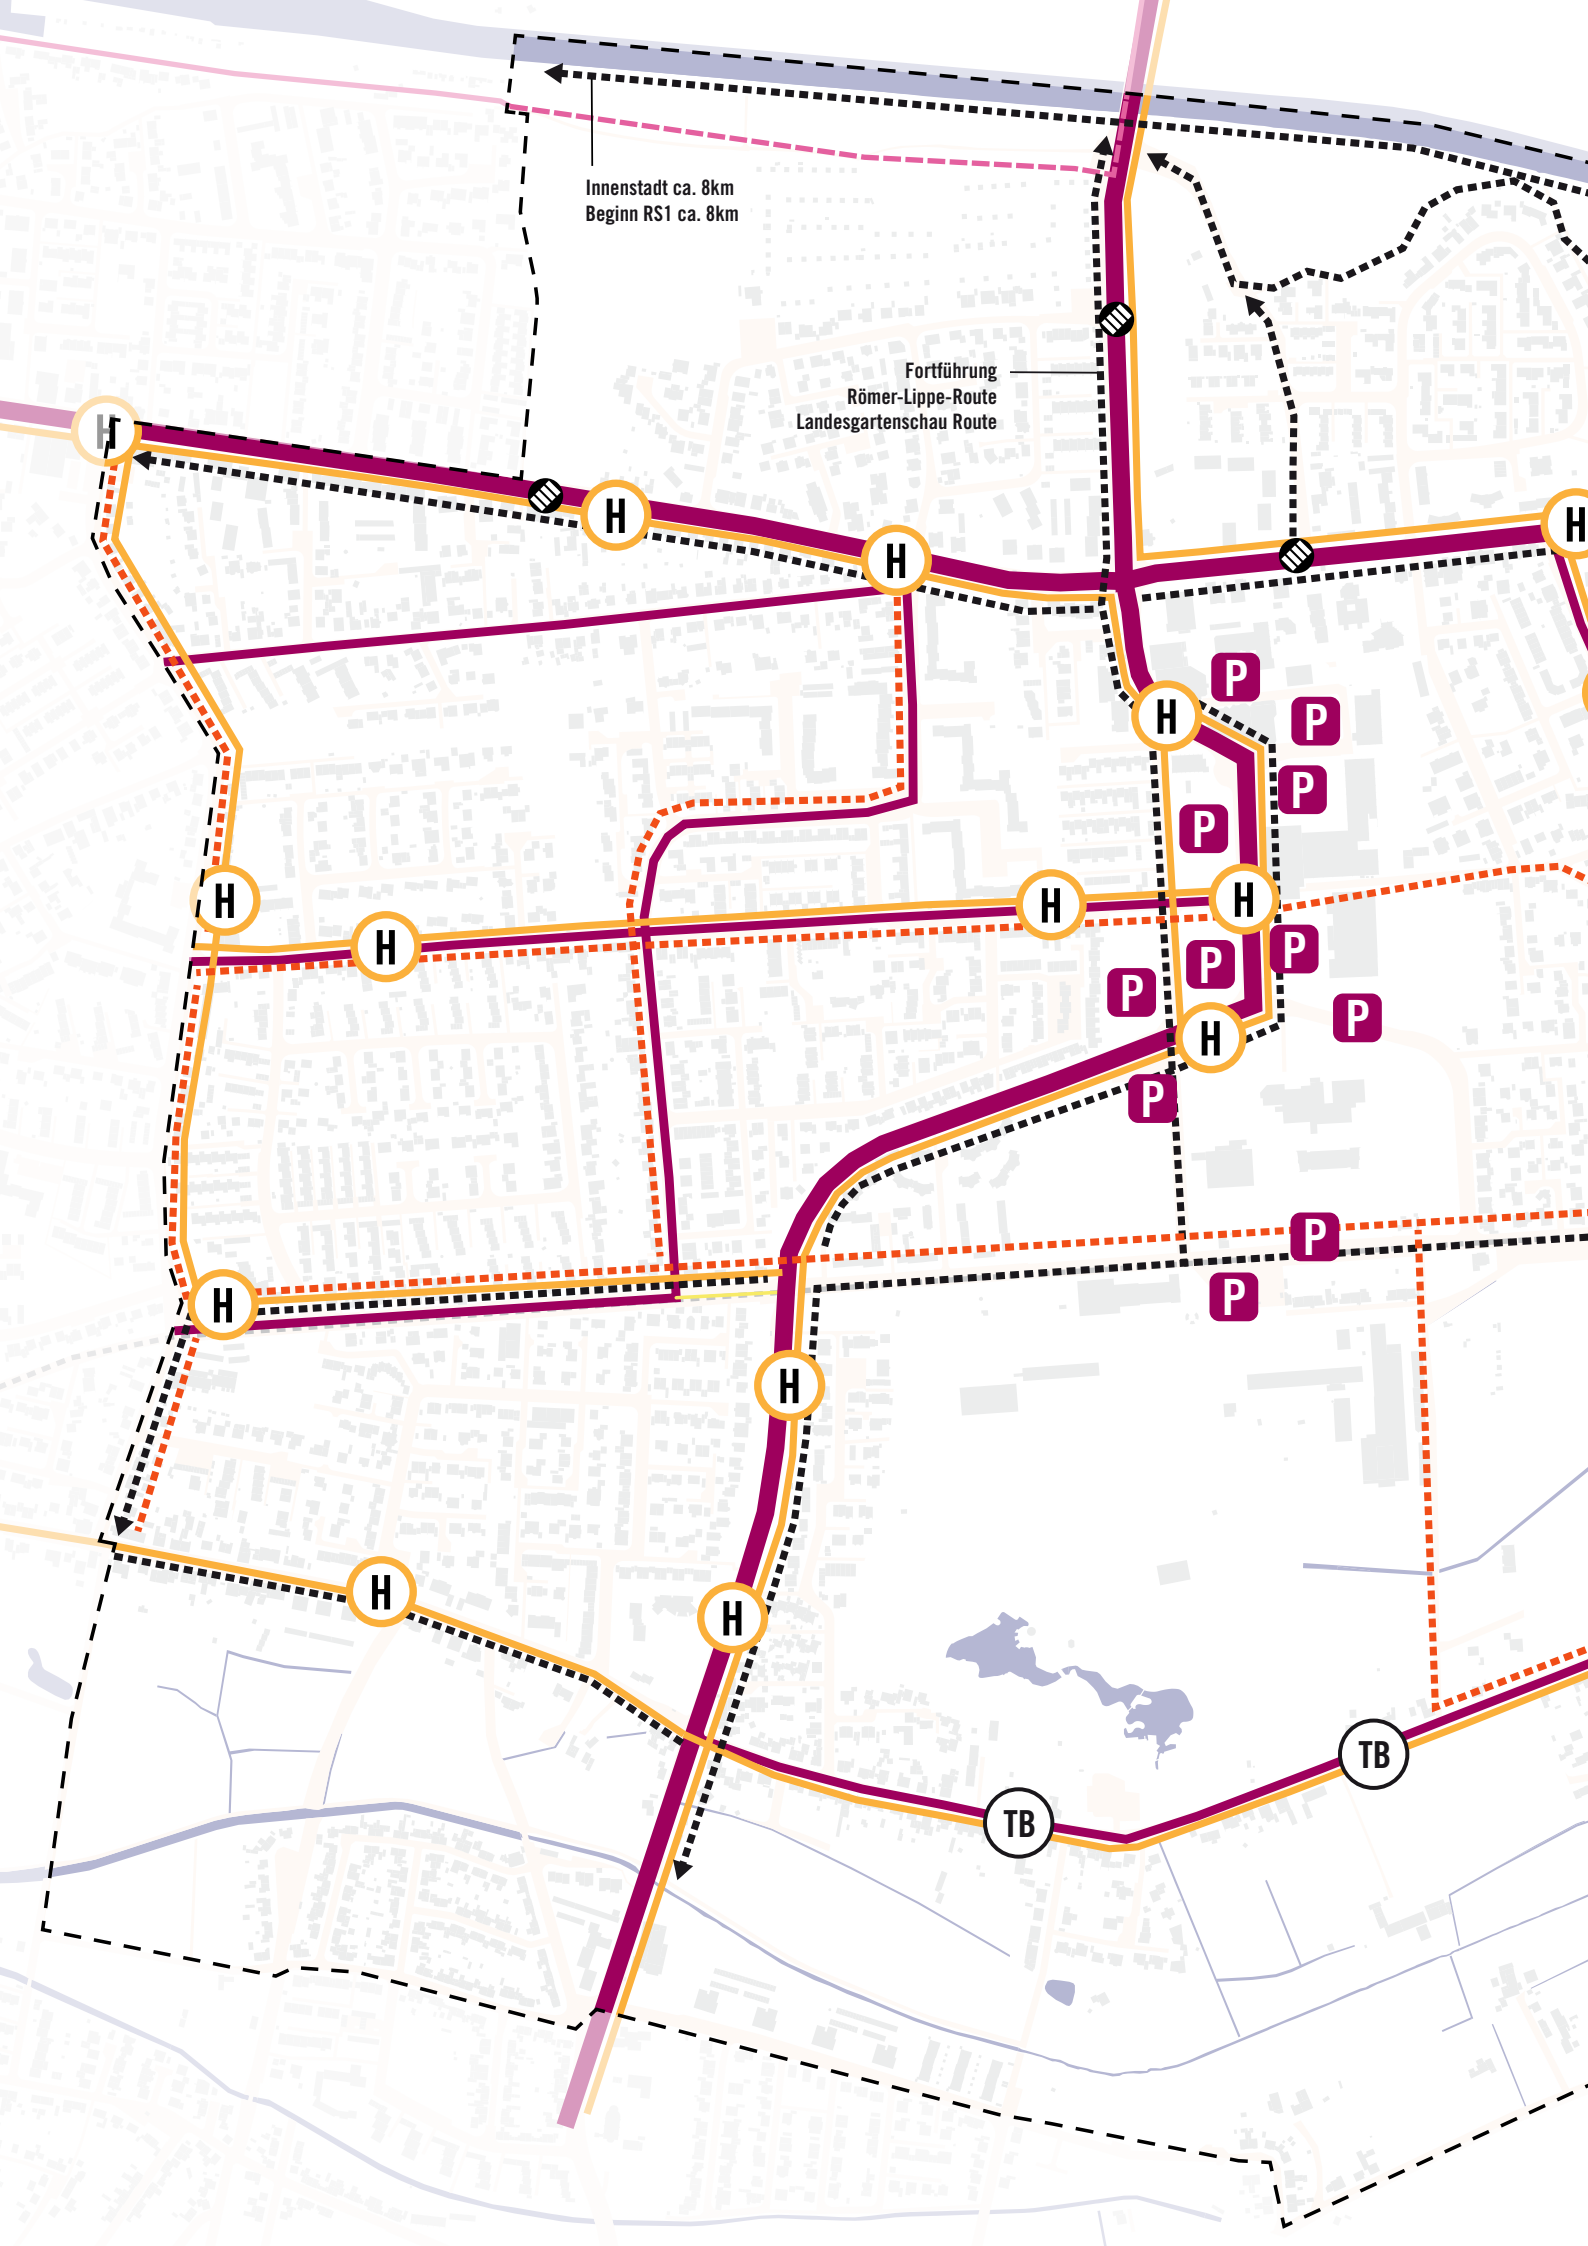 Innenstadt ca. 8km
Beginn RS1 ca. 8km
Fortführung
Römer-Lippe-Route
Landesgartenschau Route
H
H
H
H
H
P
P
P
P
H
H
H
H
P
P
P
P
H
P
P
P
H
H
H
H
TB
TB